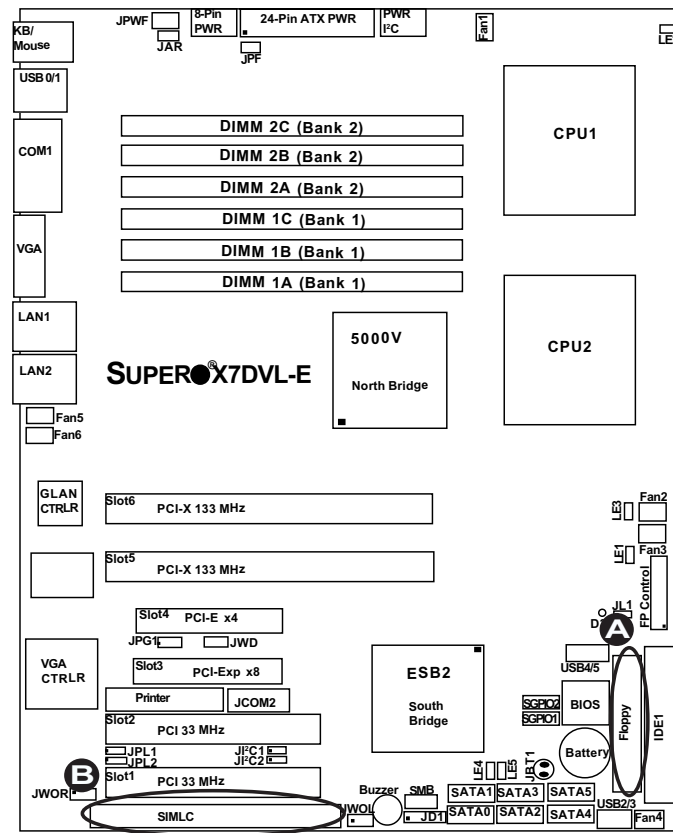 KB/
Mouse
JPWF
JAR
8-Pin
PWR
24-Pin ATX PWR
JPF
PWR
I²C
Fan1
LE
USB 0/1
COM1
VGA
LAN1
LAN2
Fan5
Fan6
DIMM 2C (Bank 2)
DIMM 2B (Bank 2)
DIMM 2A (Bank 2)
DIMM 1C (Bank 1)
DIMM 1B (Bank 1)
DIMM 1A (Bank 1)
CPU1
CPU2
5000V
North Bridge
SUPER●®X7DVL-E
GLAN
CTRLR
Slot6
PCI-X 133 MHz
Slot5
PCI-X 133 MHz
Slot4 PCI-E x4
JPG1
JWD
Slot3
PCI-Exp x8
VGA
CTRLR
Printer
JCOM2
Slot2
PCI 33 MHz
JPL1
JPL2
JI²C1
JI²C2
Slot1
PCI 33 MHz
B
JWOR
SIMLC
JWOL
Buzzer
SMB
JD1
ESB2
South
Bridge
LE4
LE5
JBT1
SATA1
SATA3
SATA5
SATA0
SATA2
SATA4
SGPIO2
SGPIO1
BIOS
Battery
USB4/5
USB2/3
Fan4
Floppy
IDE1
A
JL1
FP Control
LE3
LE1
Fan2
Fan3